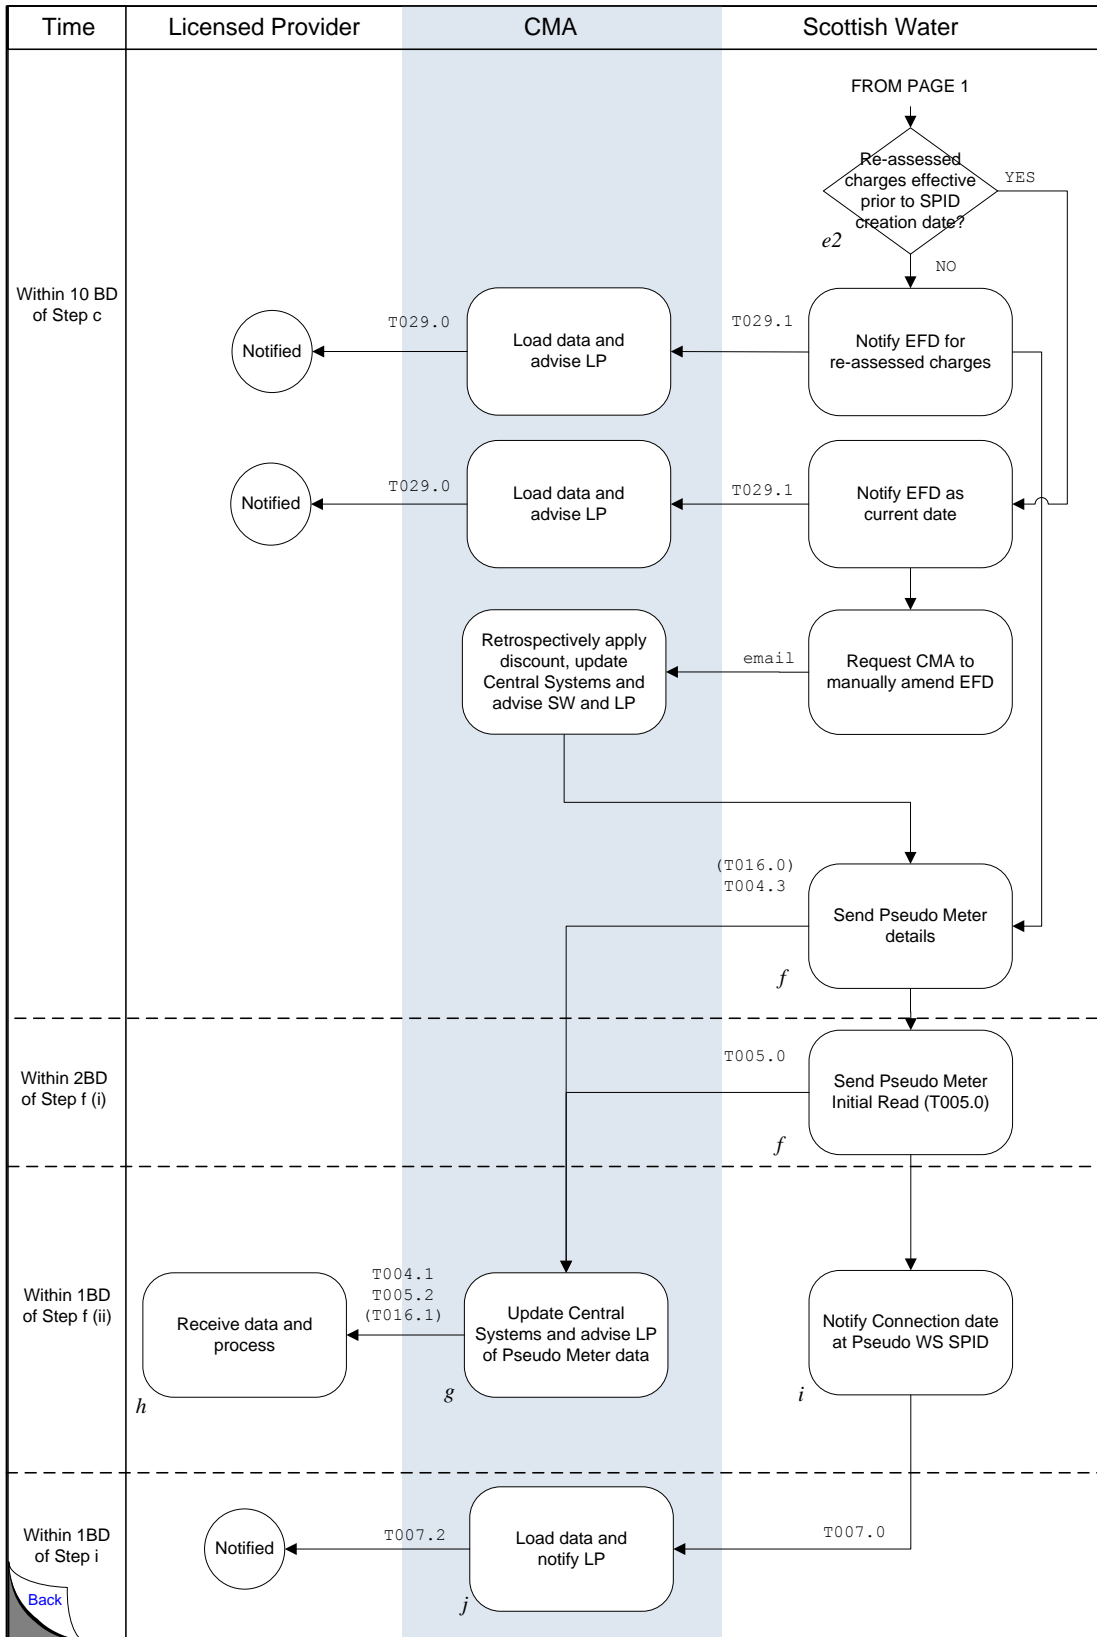 Time
Licensed Provider
CMA
Scottish Water
FROM PAGE 1
Re-assessed
charges effective
prior to SPID
creation date?
YES
e2
NO
Within 10 BD
of Step c
Notified
T029.0
Load data and
advise LP
T029.1
Notify EFD for
re-assessed charges
Notified
T029.0
Load data and
advise LP
T029.1
Notify EFD as
current date
Retrospectively apply
discount, update
Central Systems and
advise SW and LP
email
Request CMA to
manually amend EFD
(T016.0)
T004.3
Send Pseudo Meter
details
f
Within 2BD
of Step f (i)
T005.0
Send Pseudo Meter
Initial Read (T005.0)
f
Within 1BD
of Step f (ii)
Receive data and
process
h
T004.1
T005.2
(T016.1)
Update Central
Systems and advise LP
of Pseudo Meter data
g
Notify Connection date
at Pseudo WS SPID
i
Within 1BD
of Step i
Notified
T007.2
Load data and
notify LP
j
T007.0
Back